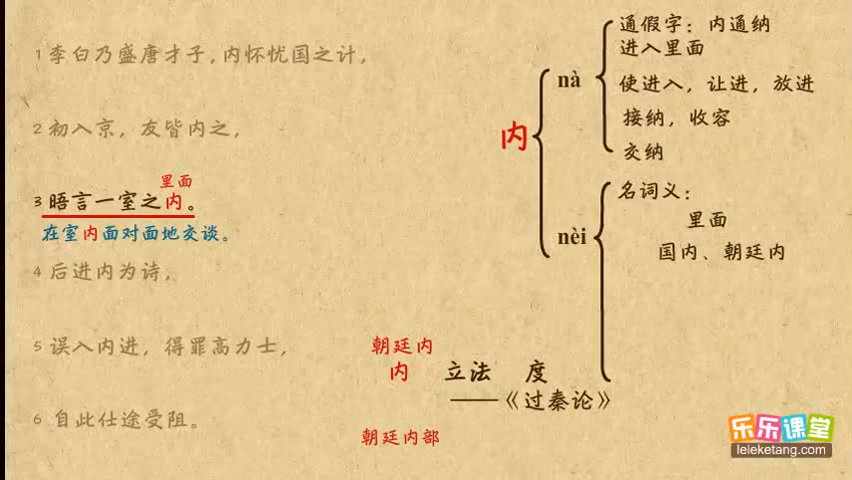 1 李白乃盛唐才子，内怀忧国之计，
2 初入京，友皆内之，
里面
3 晤言一室之内。
在室内面对面地交谈。
4 后进内为诗，
5 误入内进，得罪高力士，
6 自此仕途受阻。
内
nà
通假字：内通纳
进入里面
使进入，让进，放进
接纳，收容
交纳
nèi
名词义：
里面
国内、朝廷内
朝廷内
内 立法 度
——《过秦论》
朝廷内部
乐乐课堂
leleketang.com